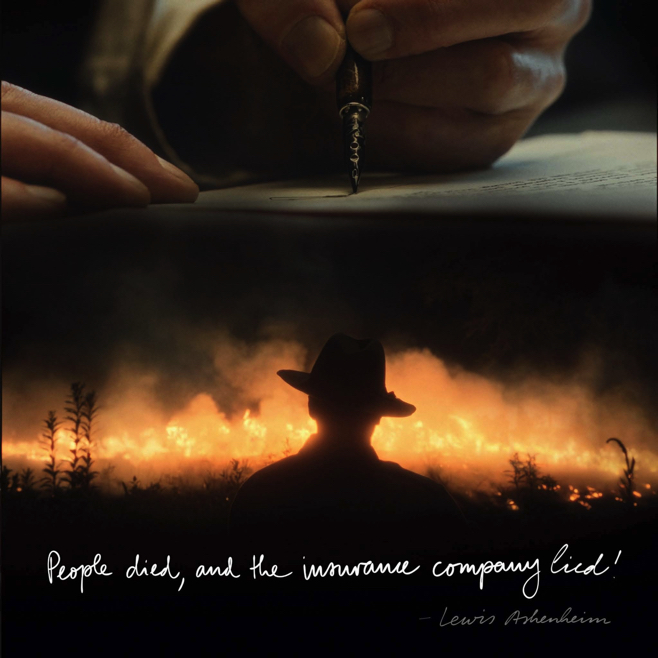 People died, and the insurance company lied!
– Lewis Ashenheim